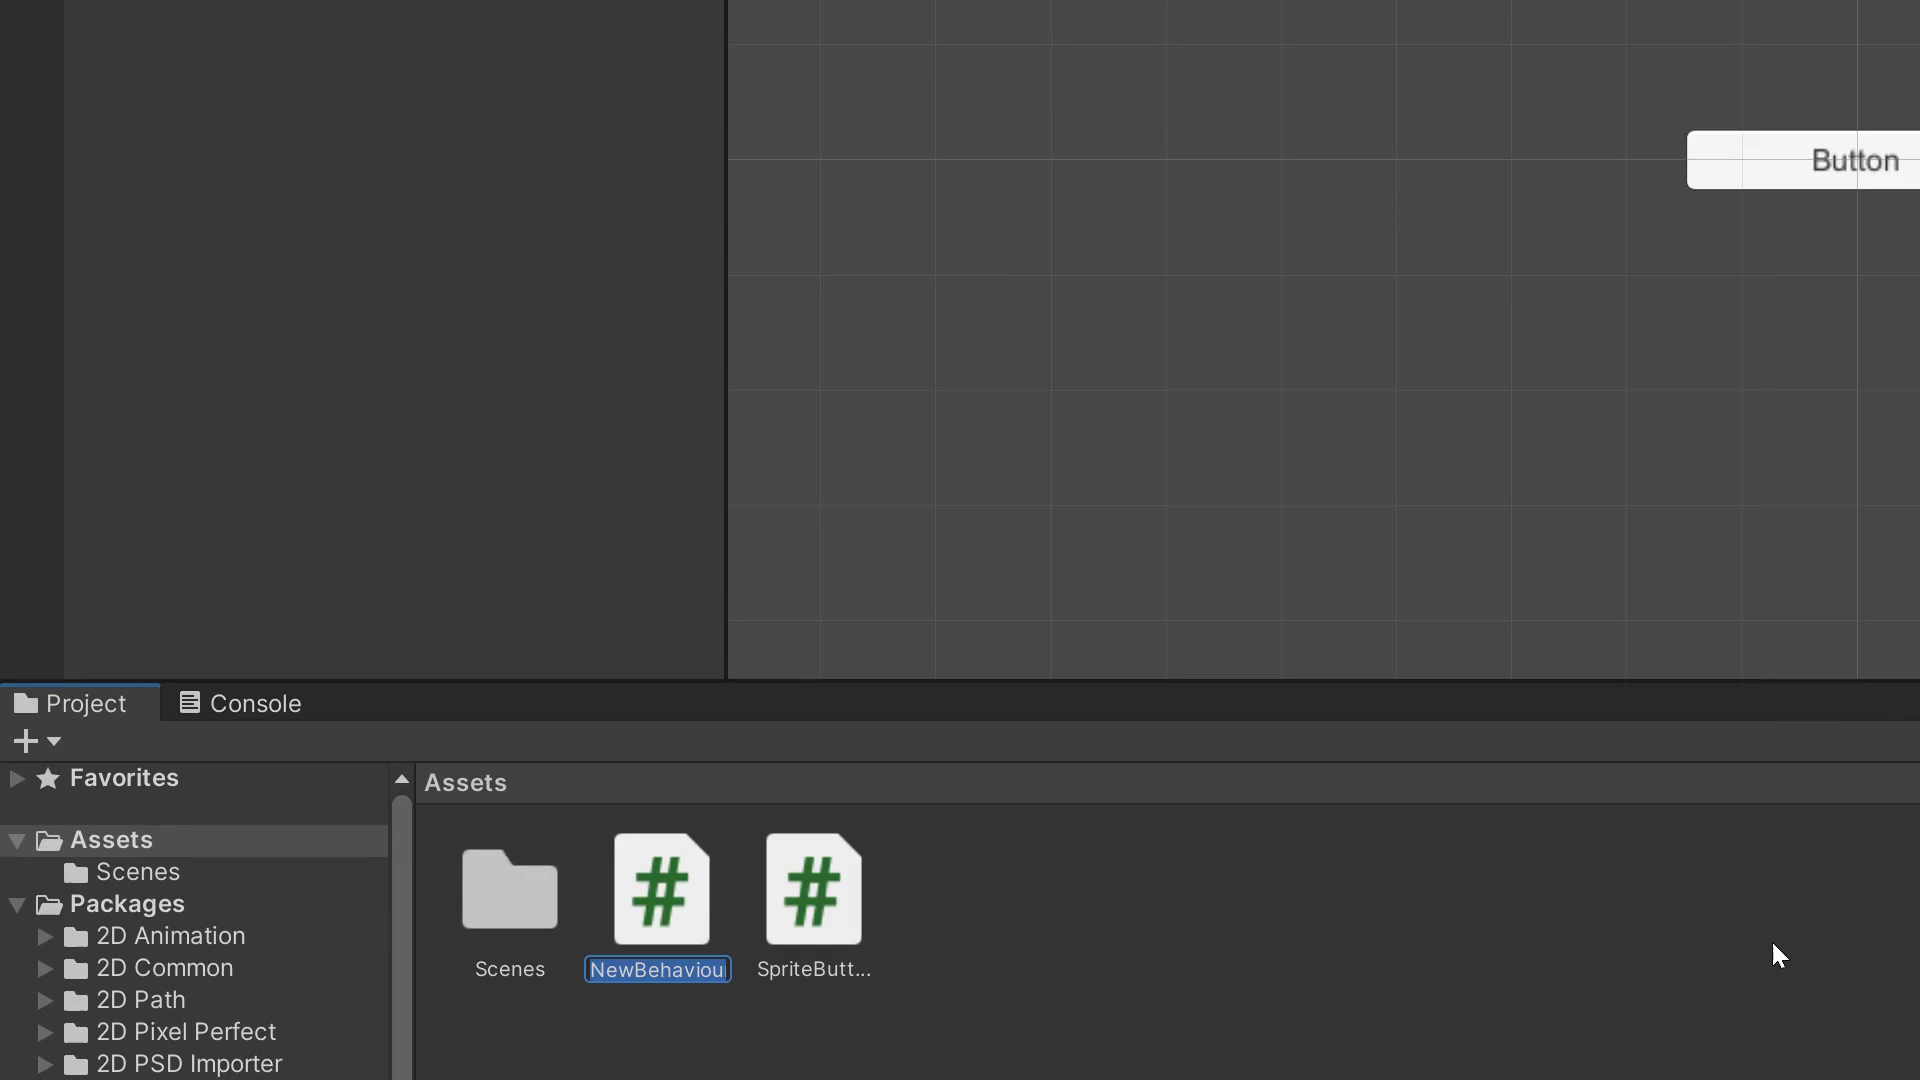 Button
Project
Console
Favorites
Assets
Assets
Scenes
Packages
2D Animation
2D Common
2D Path
2D Pixel Perfect
2D PSD Importer
Scenes
NewBehaviou
SpriteButt...